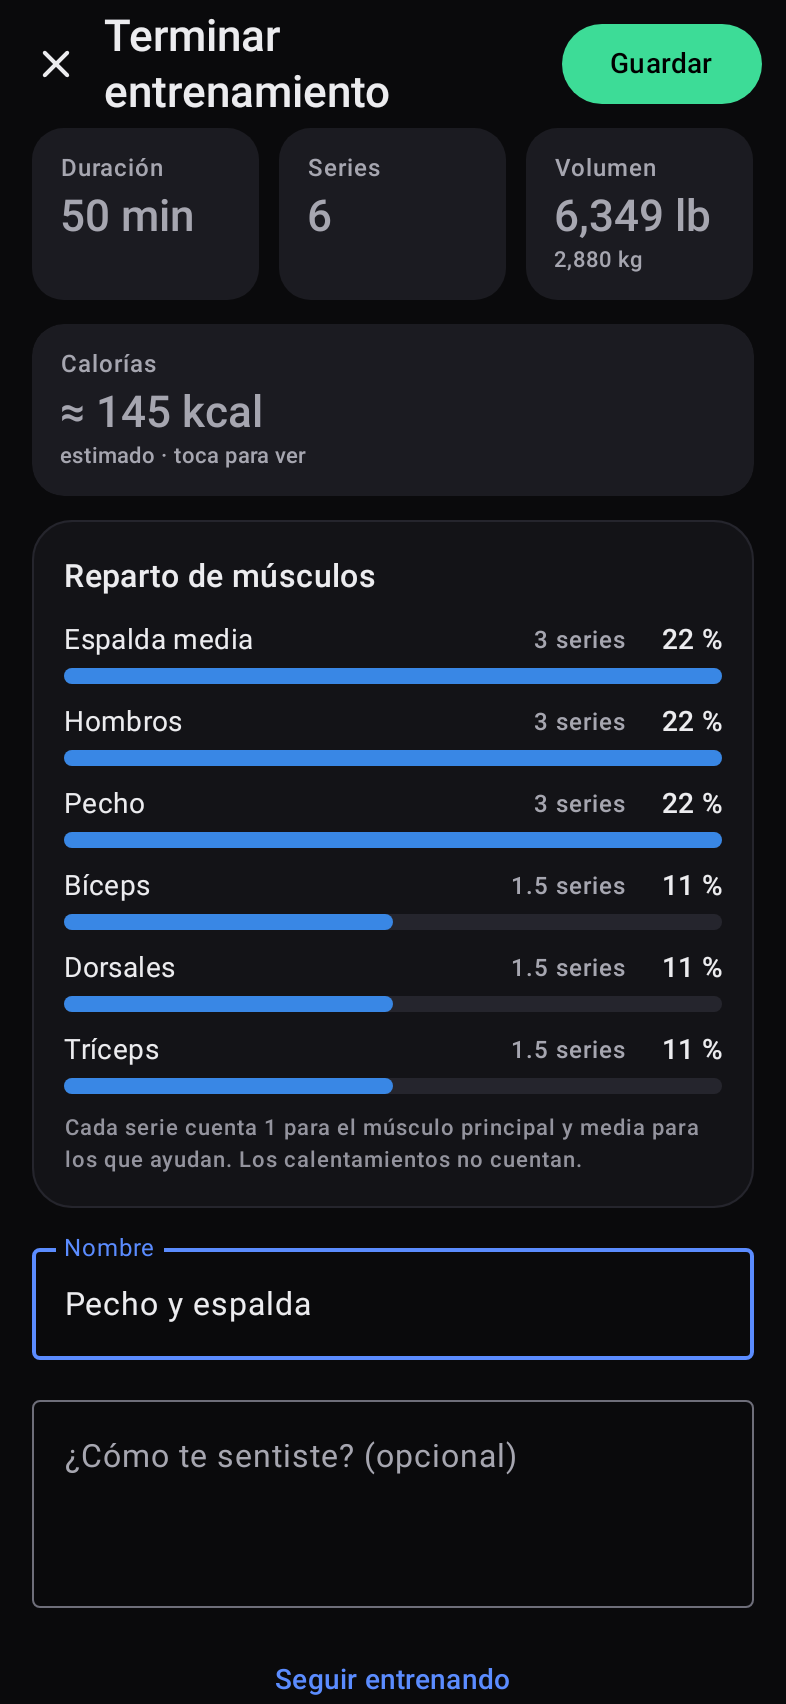 Terminar
entrenamiento
Guardar
Duración
50 min
Series
6
Volumen
6,349 lb
2,880 kg
Calorías
≈ 145 kcal
estimado · toca para ver
Reparto de músculos
Espalda media 3 series 22 %
Hombros 3 series 22 %
Pecho 3 series 22 %
Bíceps 1.5 series 11 %
Dorsales 1.5 series 11 %
Tríceps 1.5 series 11 %
Cada serie cuenta 1 para el músculo principal y media para
los que ayudan. Los calentamientos no cuentan.
Nombre
Pecho y espalda
¿Cómo te sentiste? (opcional)
Seguir entrenando